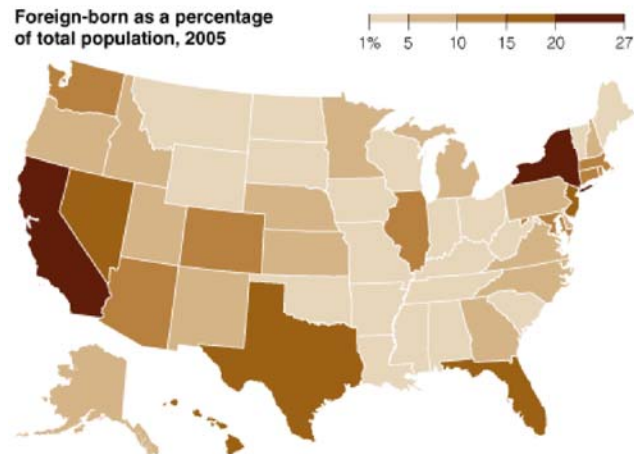 Foreign-born as a percentage
of total population, 2005
1% 5 10 15 20 27